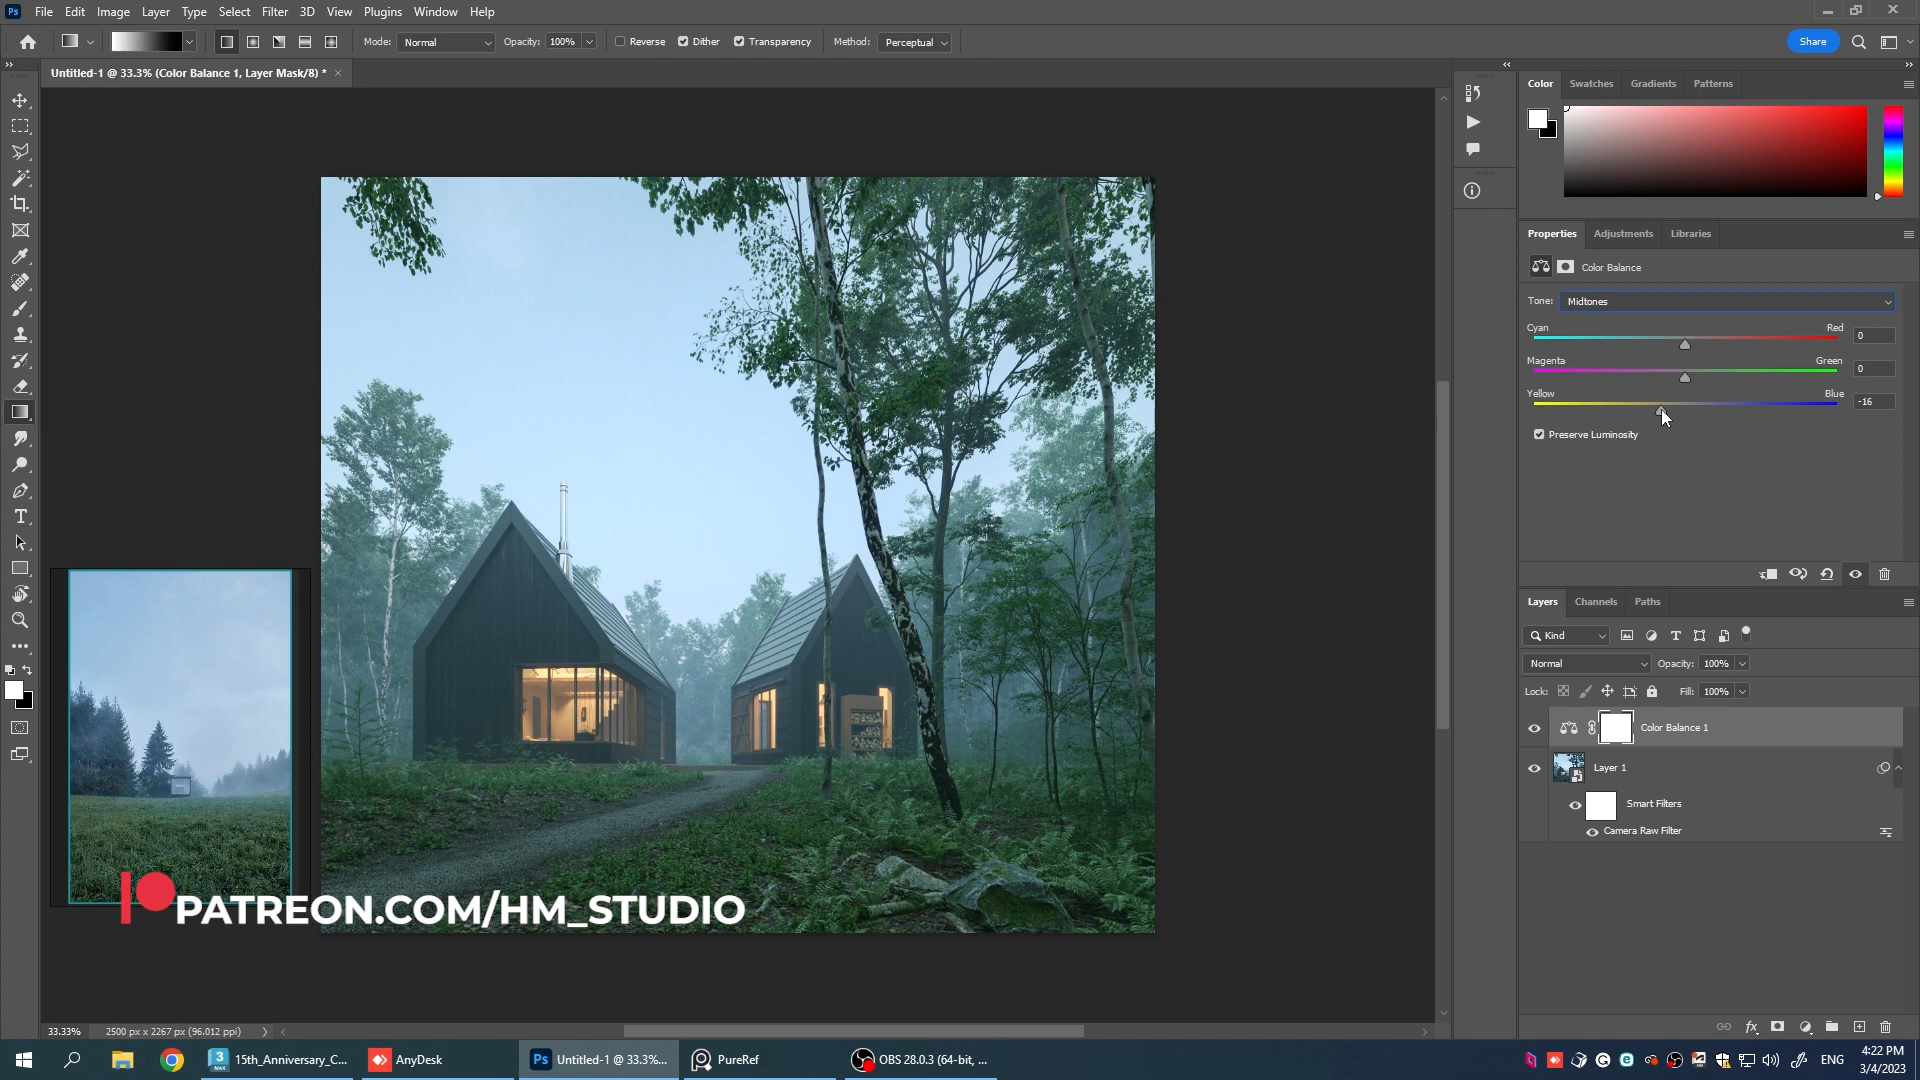 Ps File Edit Image Layer Type Select Filter 3D View Plugins Window Help
Mode: Normal Opacity: 100% Reverse Dither Transparency Method: Perceptual Share
Untitled-1 @ 33.3% (Color Balance 1, Layer Mask/8) * ×
Color Swatches Gradients Patterns
Properties Adjustments Libraries
Color Balance
Tone: Midtones
Cyan Red 0
Magenta Green 0
Yellow Blue -16
Preserve Luminosity
Layers Channels Paths
Kind
Normal Opacity: 100%
Lock: Fill: 100%
Color Balance 1
Layer 1
Smart Filters
Camera Raw Filter
PATREON.COM/HM_STUDIO
33.33% 2500 px x 2267 px (96.012 ppi)
15th_Anniversary_C... AnyDesk Untitled-1 @ 33.3%... PureRef OBS 28.0.3 (64-bit, ... ENG 4:22 PM
3/4/2023